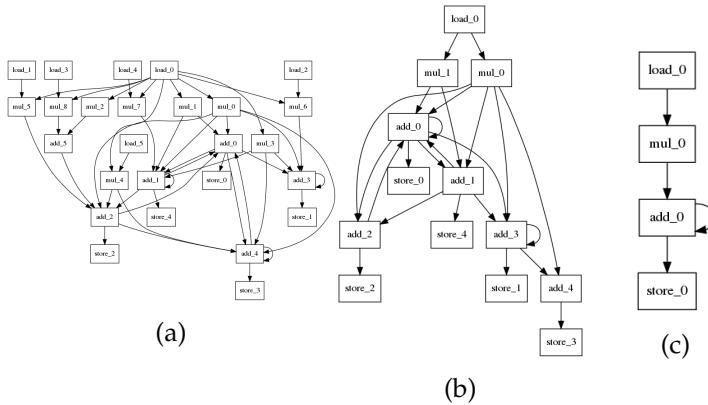 load_1 load_3 load_4 load_0 load_2
mul_5 mul_8 mul_2 mul_7 mul_1 mul_0 mul_6
add_5 load_5 add_0 mul_3
mul_4 add_1 store_0 add_3
add_2 store_4 store_1
store_2 add_4
store_3
(a)
load_0
mul_1 mul_0
add_0
store_0 add_1
add_2 store_4 add_3
store_2 store_1 add_4
store_3
(b)
load_0
mul_0
add_0
store_0
(c)